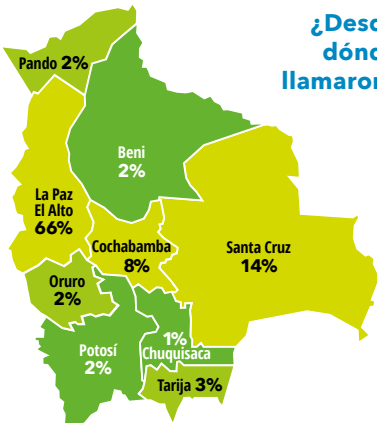 ¿Desd
dónd
llamaron
Pando 2%
Beni
2%
La Paz
El Alto
66%
Cochabamba
8%
Santa Cruz
14%
Oruro
2%
Potosí
2%
1%
Chuquisaca
Tarija 3%